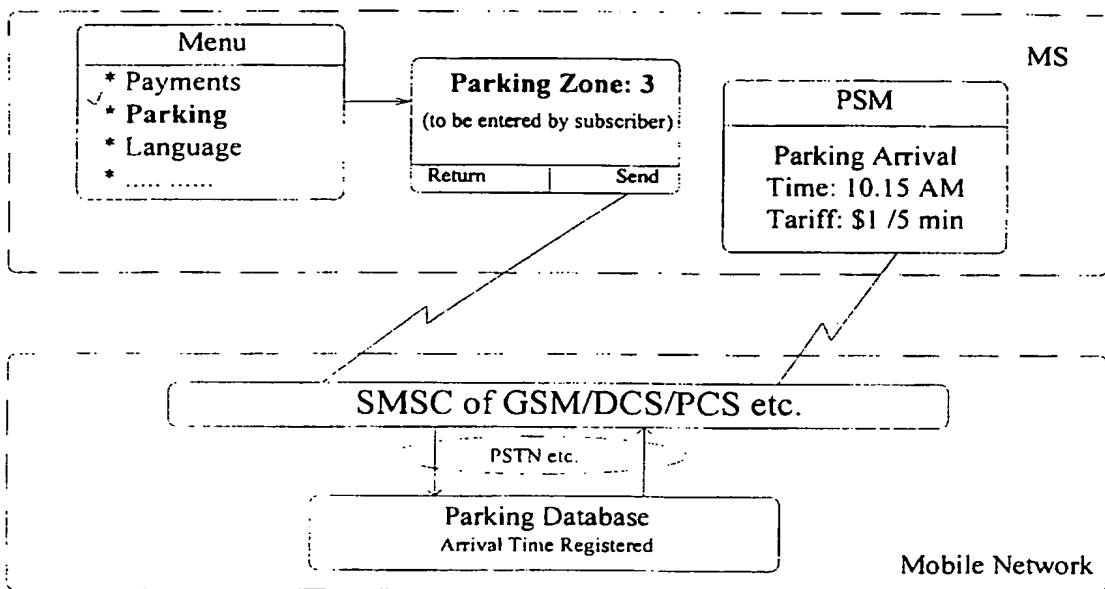 Menu
* Payments
* Parking
* Language
* ..... ......
Parking Zone: 3
(to be entered by subscriber)
Return Send
MS
PSM
Parking Arrival
Time: 10.15 AM
Tariff: $1 /5 min
SMSC of GSM/DCS/PCS etc.
PSTN etc.
Parking Database
Arrival Time Registered
Mobile Network